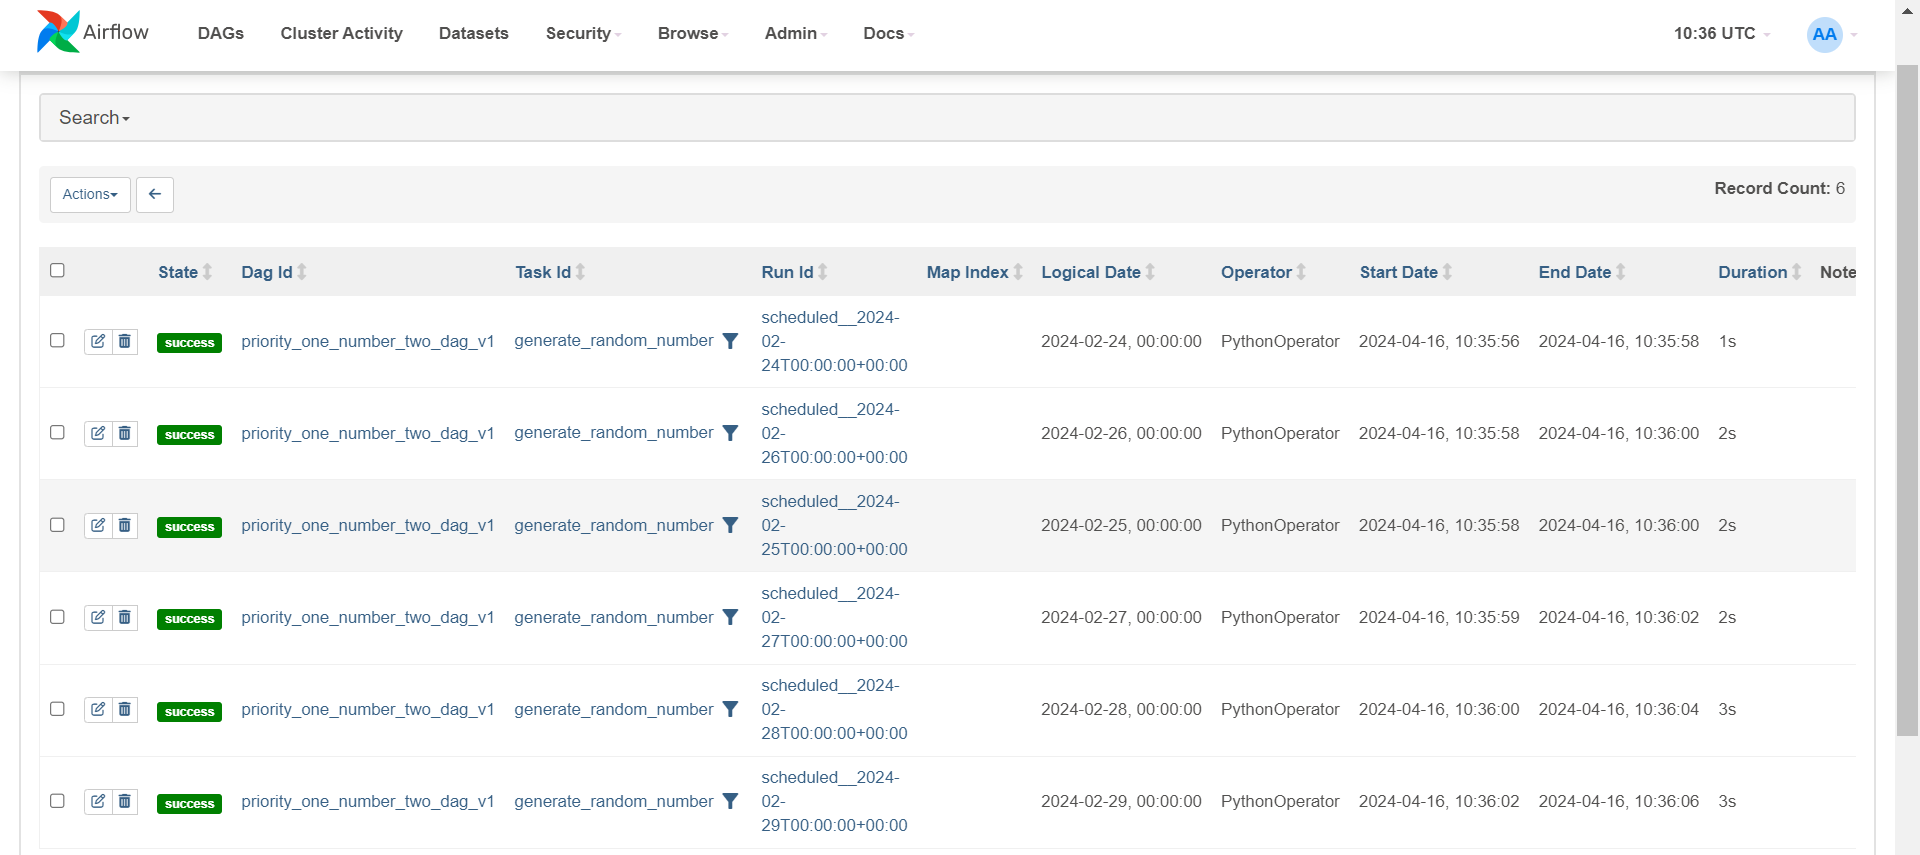 Airflow DAGs Cluster Activity Datasets Security Browse Admin Docs 10:36 UTC AA
Search
Actions Record Count: 6
State Dag Id Task Id Run Id Map Index Logical Date Operator Start Date End Date Duration Note
scheduled__2024-
success priority_one_number_two_dag_v1 generate_random_number 02- 2024-02-24, 00:00:00 PythonOperator 2024-04-16, 10:35:56 2024-04-16, 10:35:58 1s
24T00:00:00+00:00
scheduled__2024-
success priority_one_number_two_dag_v1 generate_random_number 02- 2024-02-26, 00:00:00 PythonOperator 2024-04-16, 10:35:58 2024-04-16, 10:36:00 2s
26T00:00:00+00:00
scheduled__2024-
success priority_one_number_two_dag_v1 generate_random_number 02- 2024-02-25, 00:00:00 PythonOperator 2024-04-16, 10:35:58 2024-04-16, 10:36:00 2s
25T00:00:00+00:00
scheduled__2024-
success priority_one_number_two_dag_v1 generate_random_number 02- 2024-02-27, 00:00:00 PythonOperator 2024-04-16, 10:35:59 2024-04-16, 10:36:02 2s
27T00:00:00+00:00
scheduled__2024-
success priority_one_number_two_dag_v1 generate_random_number 02- 2024-02-28, 00:00:00 PythonOperator 2024-04-16, 10:36:00 2024-04-16, 10:36:04 3s
28T00:00:00+00:00
scheduled__2024-
success priority_one_number_two_dag_v1 generate_random_number 02- 2024-02-29, 00:00:00 PythonOperator 2024-04-16, 10:36:02 2024-04-16, 10:36:06 3s
29T00:00:00+00:00